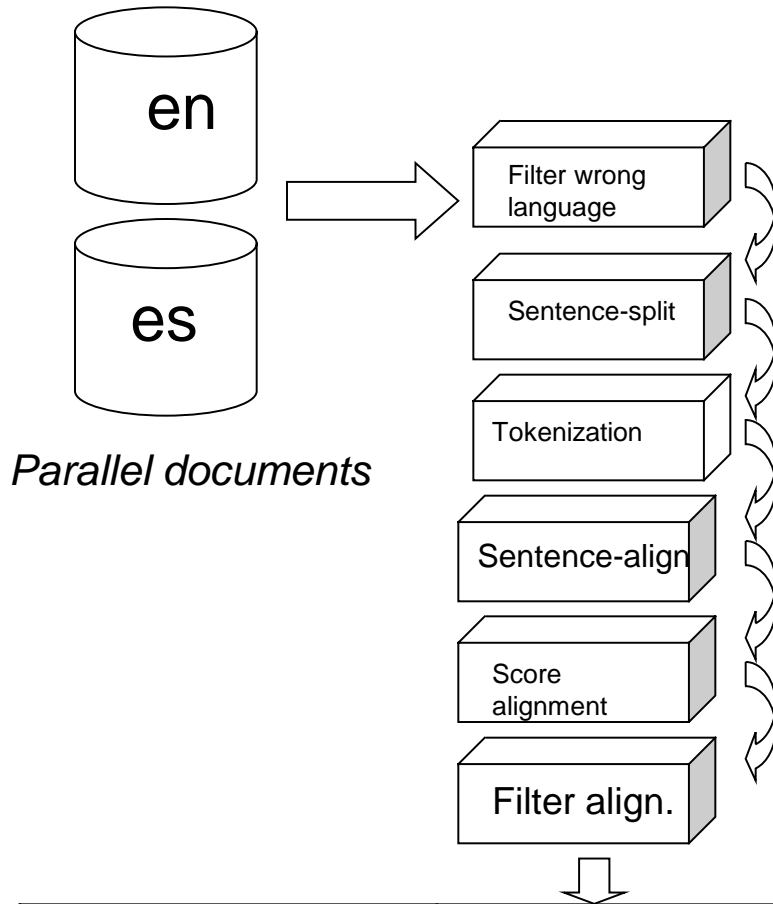 en
es
Parallel documents
Filter wrong
language
Sentence-split
Tokenization
Sentence-align
Score
alignment
Filter align.